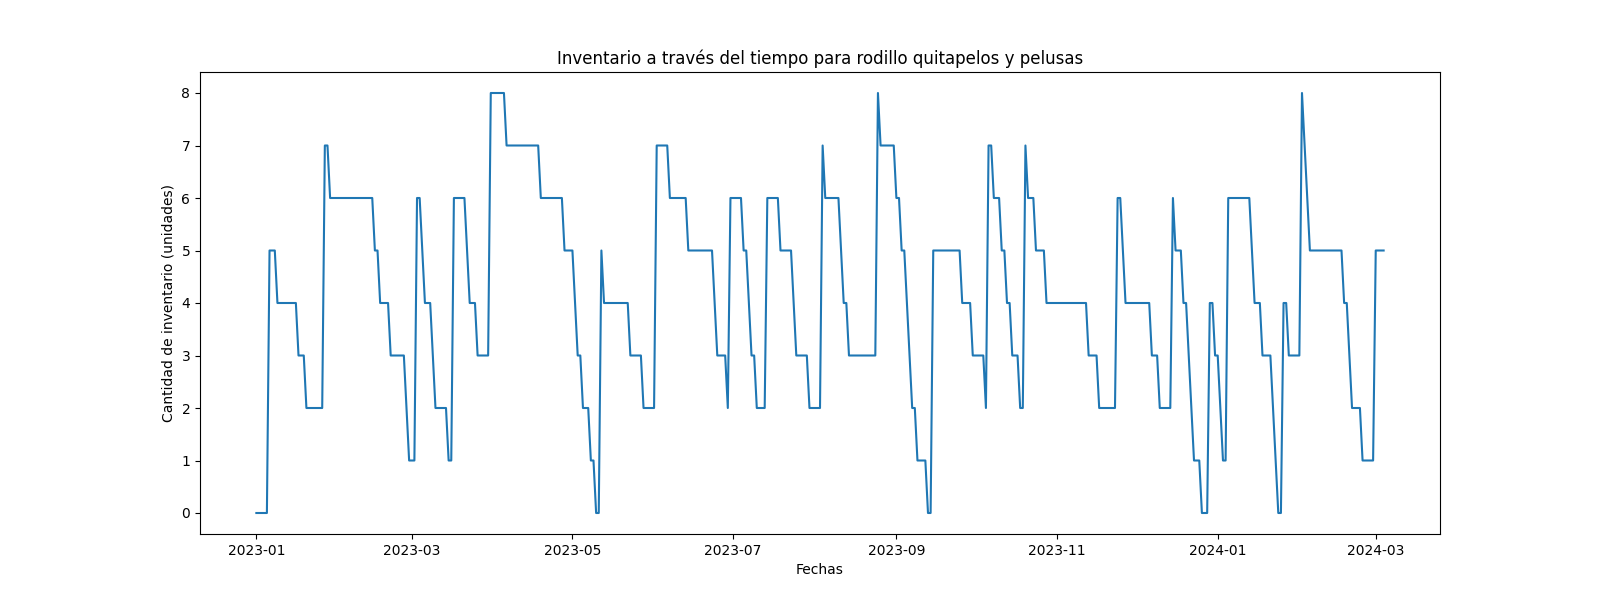 Inventario a través del tiempo para rodillo quitapelos y pelusas
Cantidad de inventario (unidades)
8
7
6
5
4
3
2
1
0
2023-01 2023-03 2023-05 2023-07 2023-09 2023-11 2024-01 2024-03
Fechas